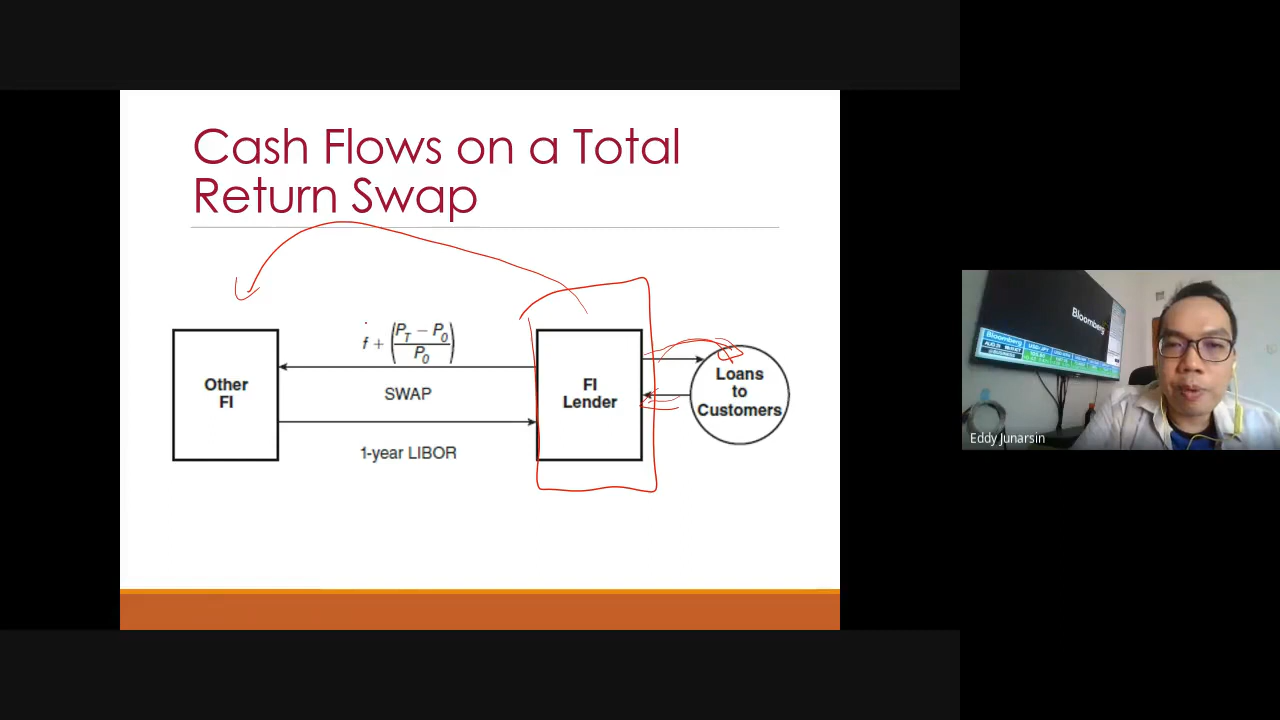 Cash Flows on a Total
Return Swap
f + (P_T − P_0 / P_0)
SWAP
1-year LIBOR
Other
FI
FI
Lender
Loans
to
Customers
Bloomberg
Eddy Junarsin